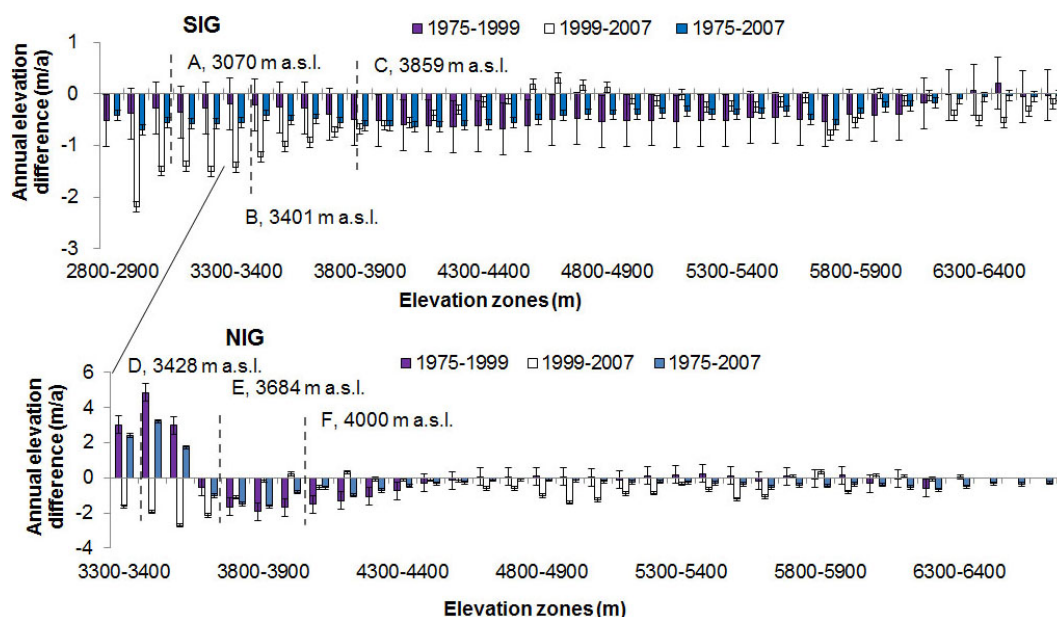 SIG
1975-1999 1999-2007 1975-2007
A, 3070 m a.s.l.
C, 3859 m a.s.l.
B, 3401 m a.s.l.
Annual elevation
difference (m/a)
1
0
-1
-2
-3
2800-2900 3300-3400 3800-3900 4300-4400 4800-4900 5300-5400 5800-5900 6300-6400
Elevation zones (m)
NIG
1975-1999 1999-2007 1975-2007
D, 3428 m a.s.l.
E, 3684 m a.s.l.
F, 4000 m a.s.l.
Annual elevation
difference (m/a)
6
4
2
0
-2
-4
3300-3400 3800-3900 4300-4400 4800-4900 5300-5400 5800-5900 6300-6400
Elevation zones (m)